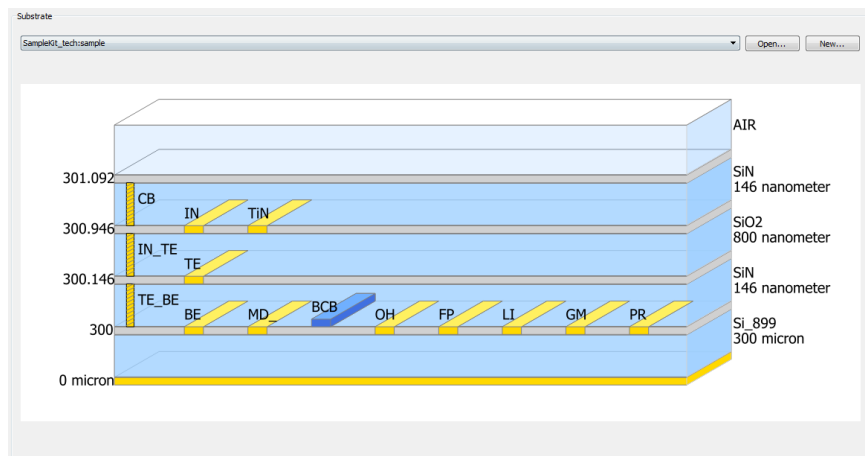 Substrate
SampleKit_tech:sample
Open...
New...
AIR
301.092
SiN
146 nanometer
CB
IN
TiN
300.946
SiO2
800 nanometer
IN_TE
TE
300.146
SiN
146 nanometer
TE_BE
BE
MD_
BCB
OH
FP
LI
GM
PR
300
Si_899
300 micron
0 micron